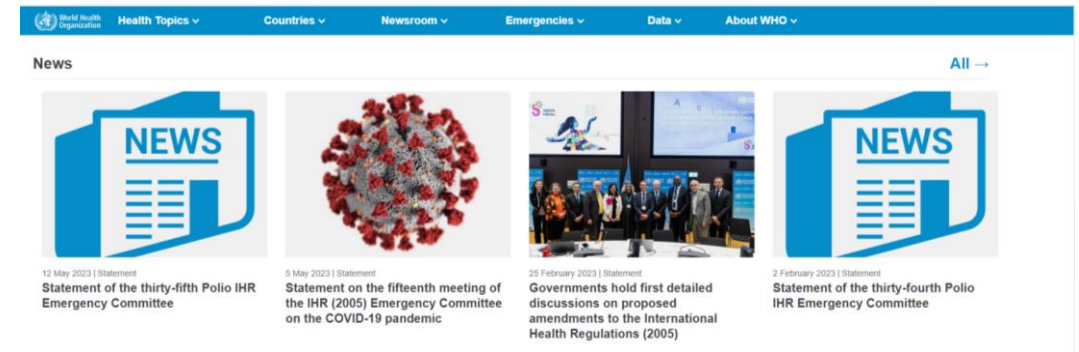 World Health
Organization
Health Topics
Countries
Newsroom
Emergencies
Data
About WHO
News
All →
NEWS
NEWS
12 May 2023 | Statement
Statement of the thirty-fifth Polio IHR
Emergency Committee
5 May 2023 | Statement
Statement on the fifteenth meeting of
the IHR (2005) Emergency Committee
on the COVID-19 pandemic
25 February 2023 | Statement
Governments hold first detailed
discussions on proposed
amendments to the International
Health Regulations (2005)
2 February 2023 | Statement
Statement of the thirty-fourth Polio
IHR Emergency Committee